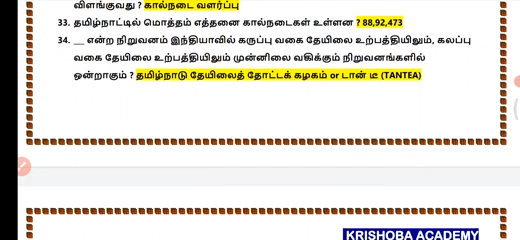 விளங்குவது ? கால்நடை வளர்ப்பு
33. தமிழ்நாட்டில் மொத்தம் எத்தனை கால்நடைகள் உள்ளன ? 88,92,473
34. __ என்ற நிறுவனம் இந்தியாவில் கருப்பு வகை தேயிலை உற்பத்தியிலும், கலப்பு
வகை தேயிலை உற்பத்தியிலும் முன்னிலை வகிக்கும் நிறுவனங்களில்
ஒன்றாகும் ? தமிழ்நாடு தேயிலைத் தோட்டக் கழகம் or டான் டீ (TANTEA)
KRISHOBA ACADEMY